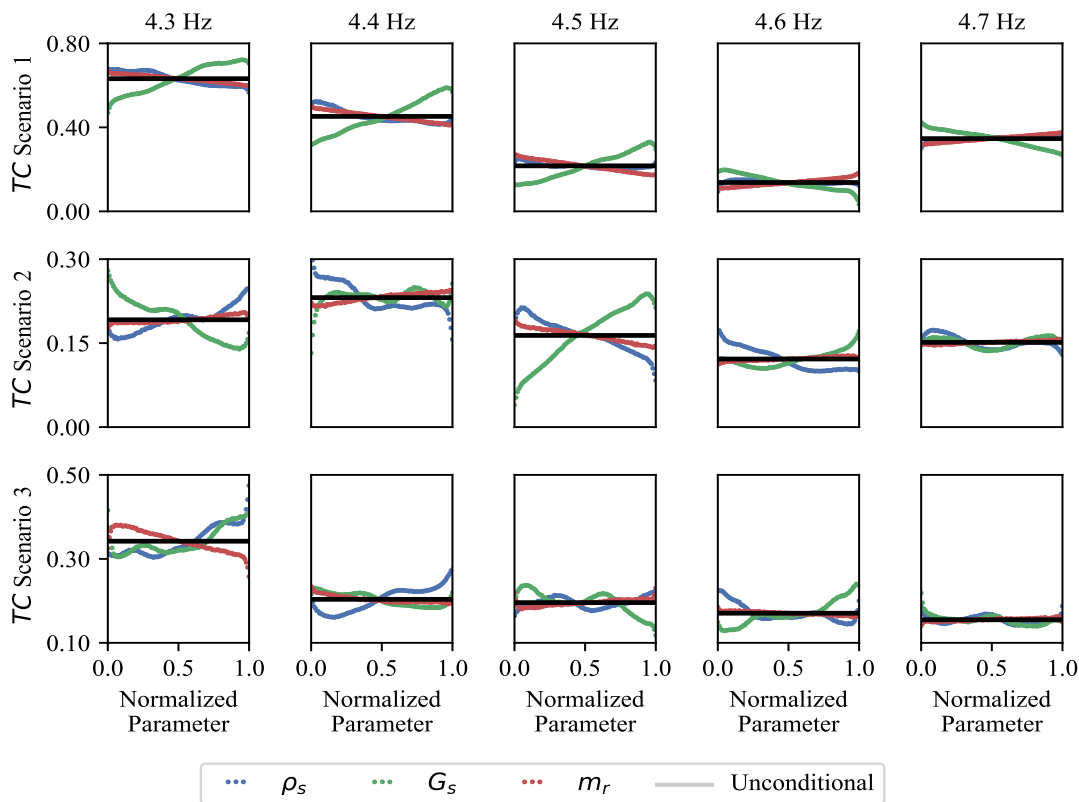 4.3 Hz 4.4 Hz 4.5 Hz 4.6 Hz 4.7 Hz
TC Scenario 1
0.80
0.40
0.00
TC Scenario 2
0.30
0.15
0.00
TC Scenario 3
0.50
0.30
0.10
0.0 0.5 1.0 0.0 0.5 1.0 0.0 0.5 1.0 0.0 0.5 1.0 0.0 0.5 1.0
Normalized Normalized Normalized Normalized Normalized
Parameter Parameter Parameter Parameter Parameter
ρₛ Gₛ mᵣ Unconditional